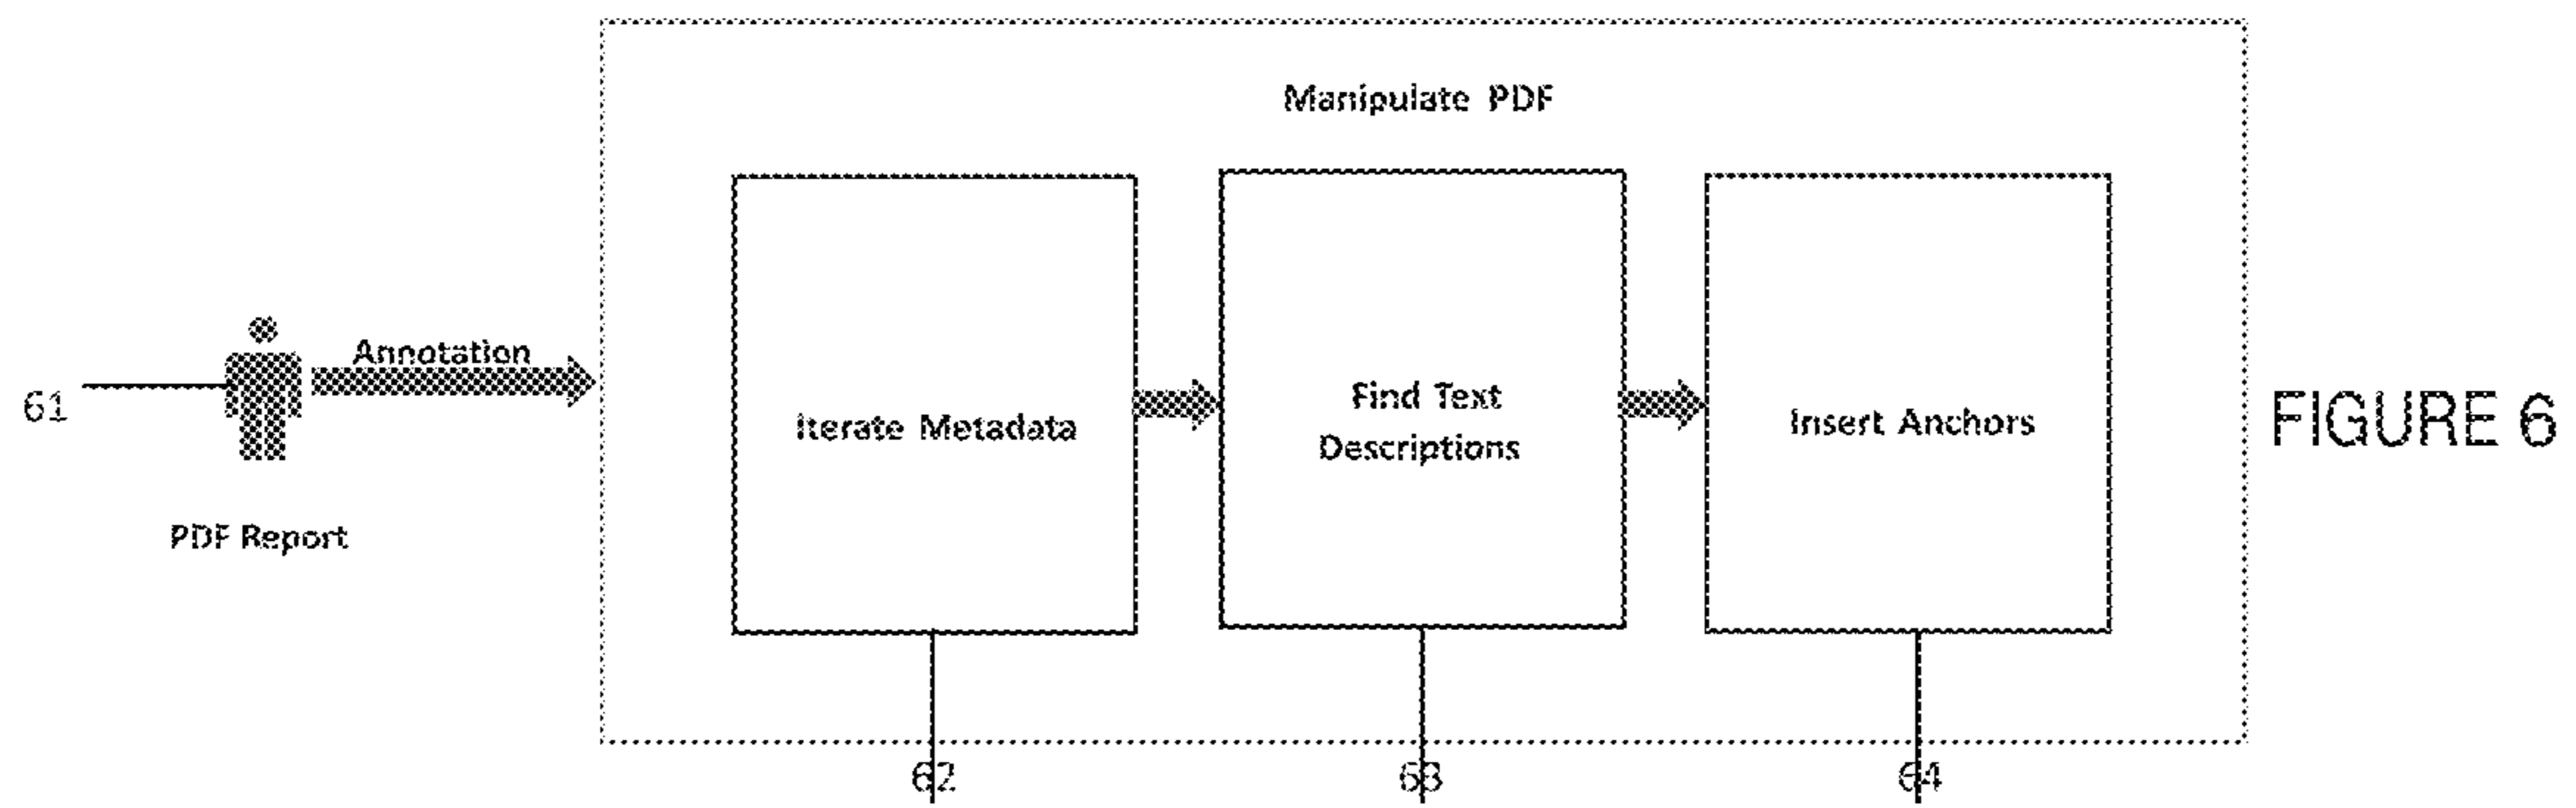 Manipulate PDF
Annotation
61
Iterate Metadata
Find Text
Descriptions
Insert Anchors
FIGURE 6
PDF Report
62
63
64